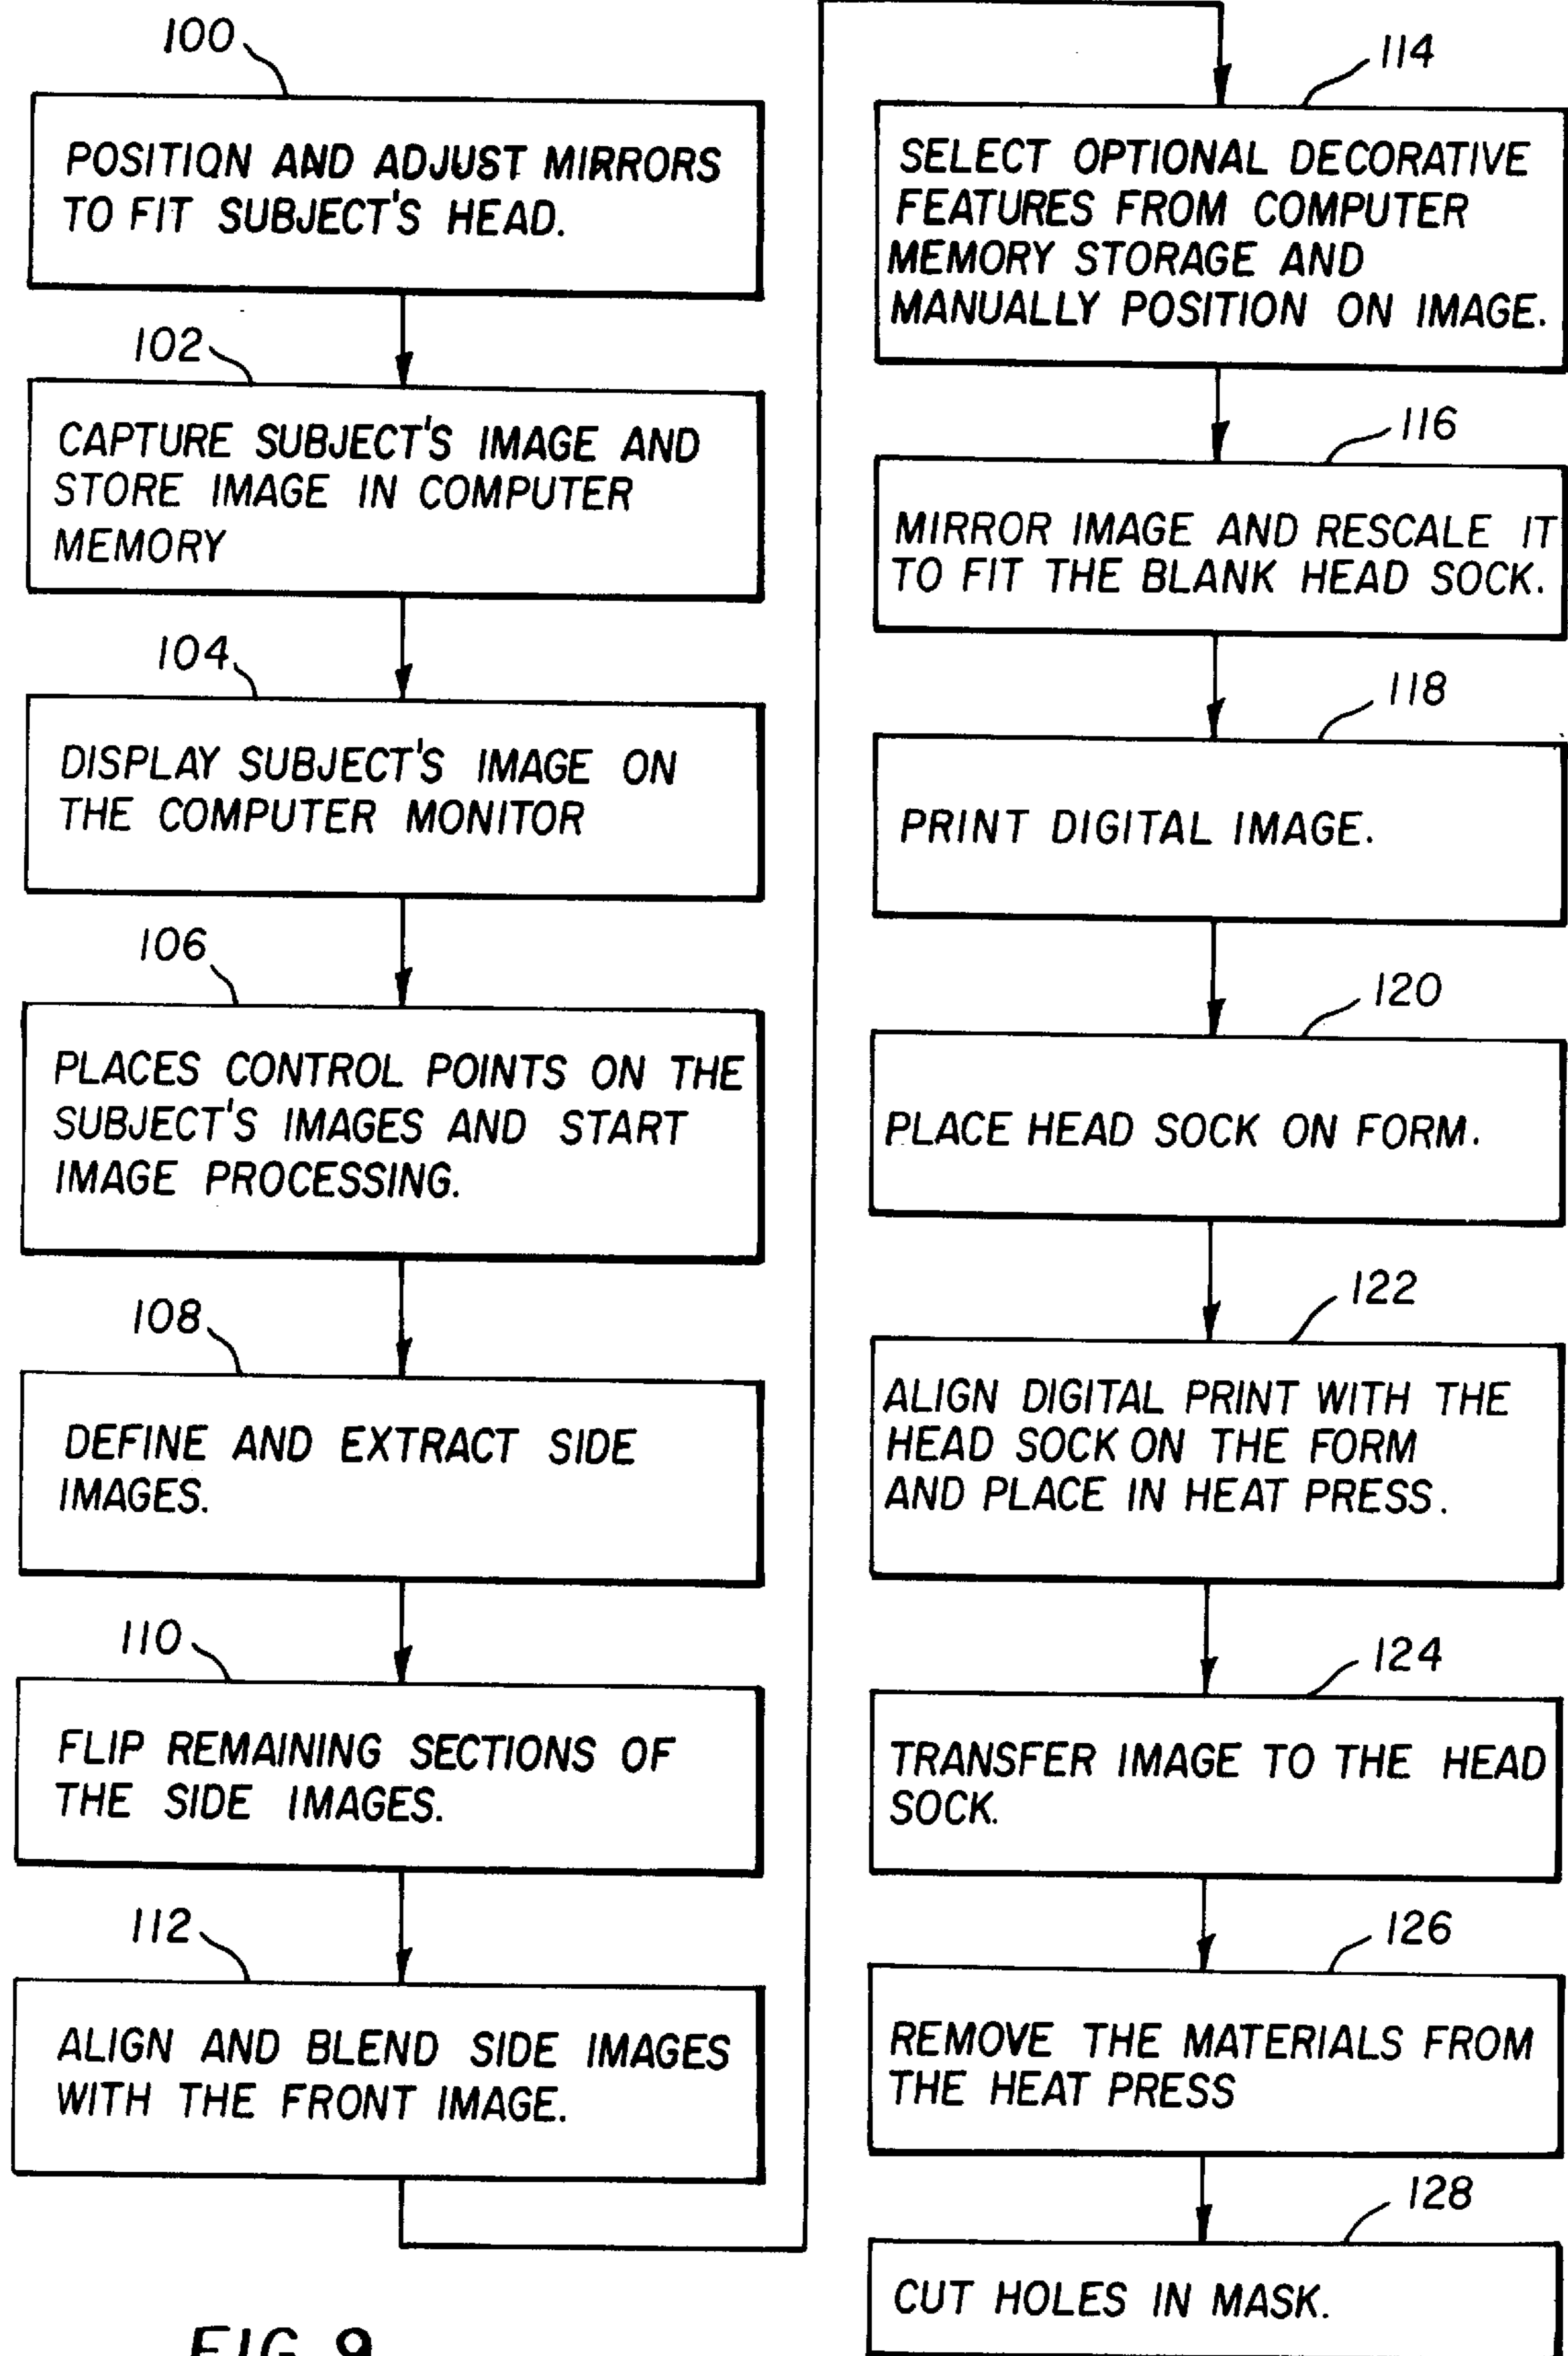 100
POSITION AND ADJUST MIRRORS
TO FIT SUBJECT'S HEAD.
102
CAPTURE SUBJECT'S IMAGE AND
STORE IMAGE IN COMPUTER
MEMORY
104
DISPLAY SUBJECT'S IMAGE ON
THE COMPUTER MONITOR
106
PLACES CONTROL POINTS ON THE
SUBJECT'S IMAGES AND START
IMAGE PROCESSING.
108
DEFINE AND EXTRACT SIDE
IMAGES.
110
FLIP REMAINING SECTIONS OF
THE SIDE IMAGES.
112
ALIGN AND BLEND SIDE IMAGES
WITH THE FRONT IMAGE.
114
SELECT OPTIONAL DECORATIVE
FEATURES FROM COMPUTER
MEMORY STORAGE AND
MANUALLY POSITION ON IMAGE.
116
MIRROR IMAGE AND RESCALE IT
TO FIT THE BLANK HEAD SOCK.
118
PRINT DIGITAL IMAGE.
120
PLACE HEAD SOCK ON FORM.
122
ALIGN DIGITAL PRINT WITH THE
HEAD SOCK ON THE FORM
AND PLACE IN HEAT PRESS.
124
TRANSFER IMAGE TO THE HEAD
SOCK.
126
REMOVE THE MATERIALS FROM
THE HEAT PRESS
128
CUT HOLES IN MASK.
FIG. 9